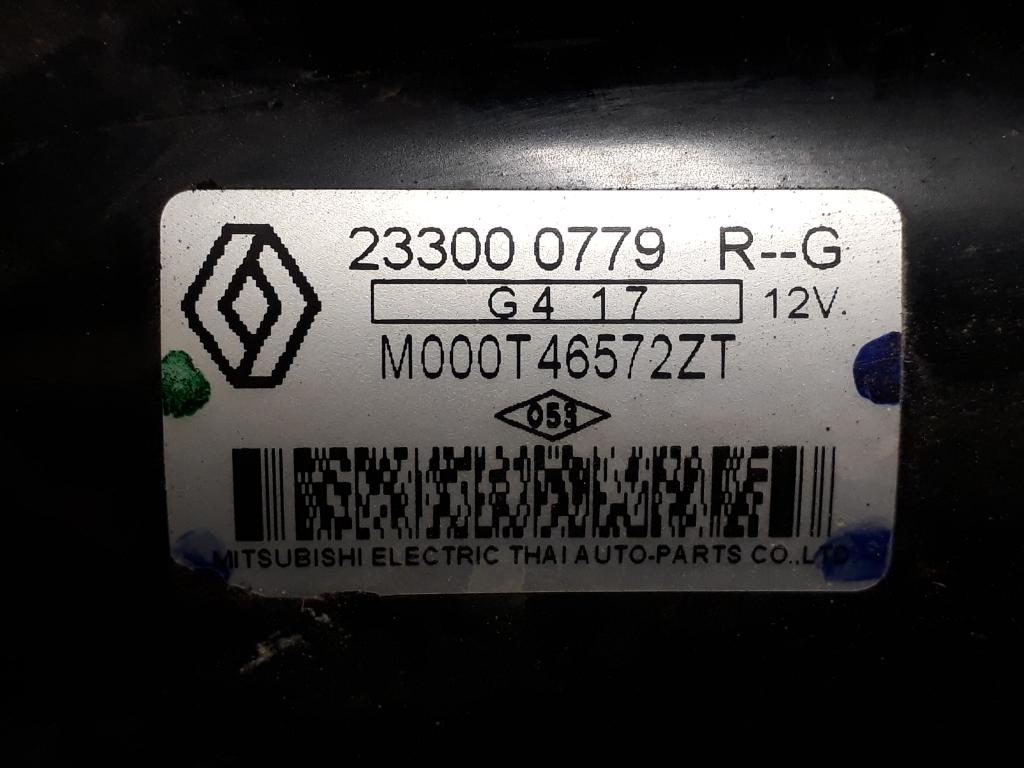 23300 0779 R--G
G4 17 12V.
M000T46572ZT
053
MITSUBISHI ELECTRIC THAI AUTO-PARTS CO.,LTD.